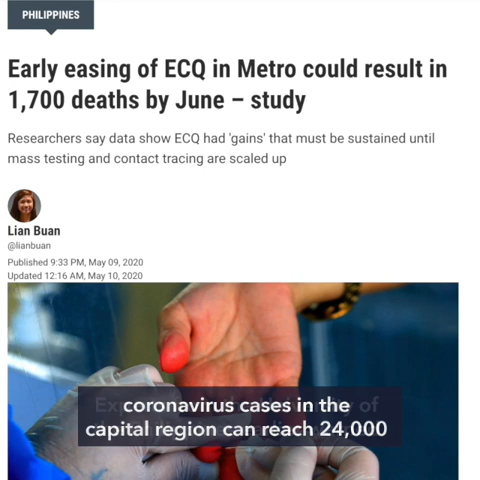 PHILIPPINES
Early easing of ECQ in Metro could result in
1,700 deaths by June – study
Researchers say data show ECQ had 'gains' that must be sustained until
mass testing and contact tracing are scaled up
Lian Buan
@lianbuan
Published 9:33 PM, May 09, 2020
Updated 12:16 AM, May 10, 2020
coronavirus cases in the
capital region can reach 24,000